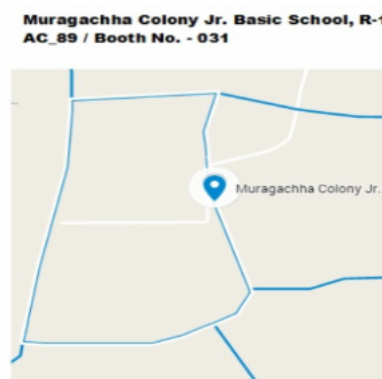 Muragachha Colony Jr. Basic School, R-1
AC_89 / Booth No. - 031
Muragachha Colony Jr.